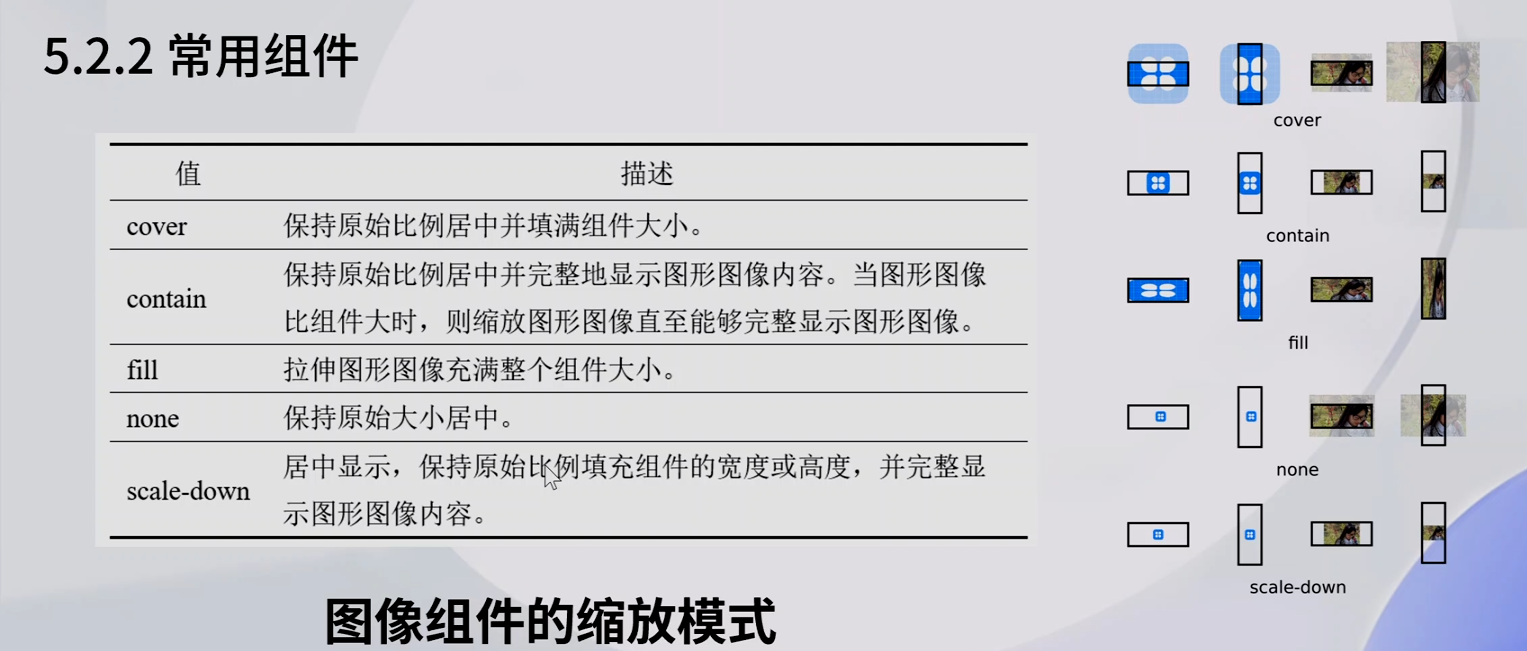 5.2.2 常用组件
值 描述
cover 保持原始比例居中并填满组件大小。
contain 保持原始比例居中并完整地显示图形图像内容。当图形图像
比组件大时，则缩放图形图像直至能够完整显示图形图像。
fill 拉伸图形图像充满整个组件大小。
none 保持原始大小居中。
scale-down 居中显示，保持原始比例填充组件的宽度或高度，并完整显
示图形图像内容。
图像组件的缩放模式
cover
contain
fill
none
scale-down